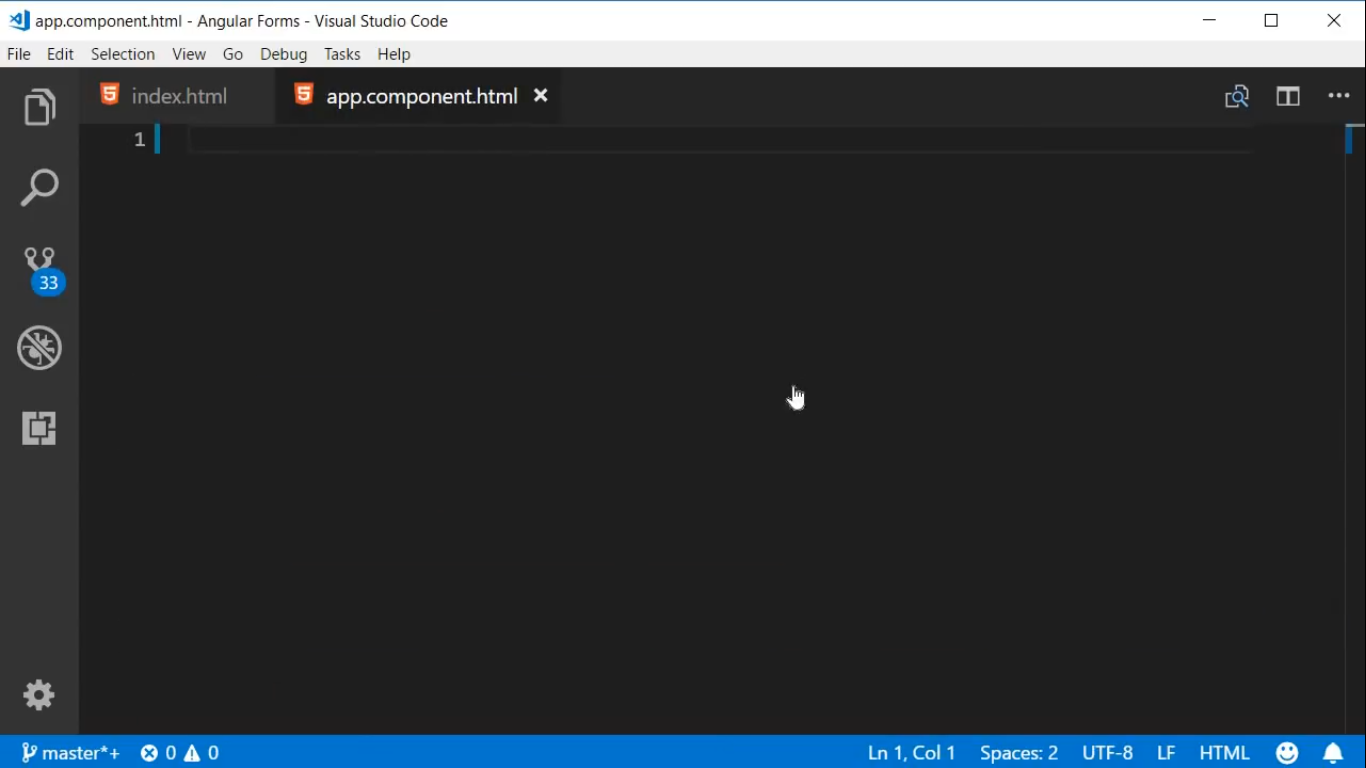 app.component.html - Angular Forms - Visual Studio Code
File Edit Selection View Go Debug Tasks Help
index.html app.component.html
1
33
master*+ 0 0 Ln 1, Col 1 Spaces: 2 UTF-8 LF HTML